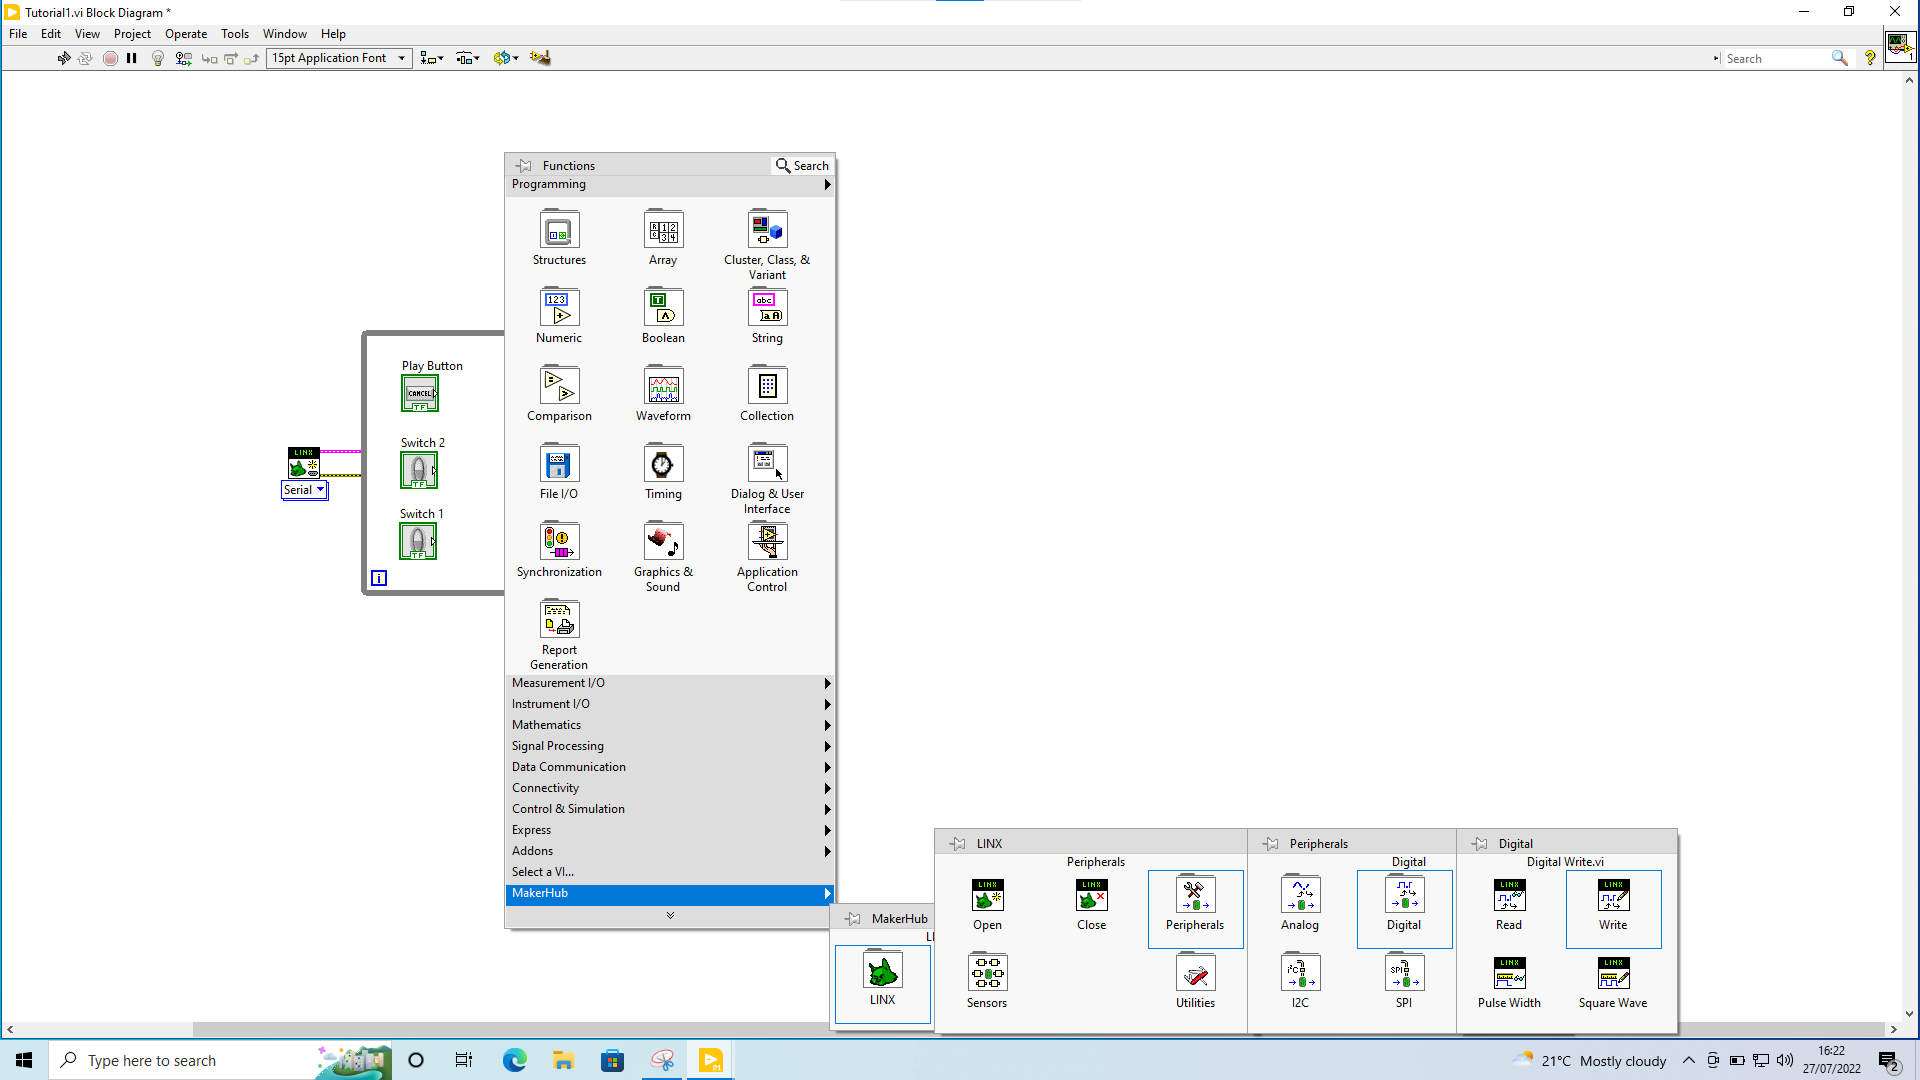 Tutorial1.vi Block Diagram *
File Edit View Project Operate Tools Window Help
15pt Application Font
Search
1
Functions Search
Programming
Structures Array Cluster, Class, & Variant
Numeric Boolean String
Comparison Waveform Collection
File I/O Timing Dialog & User Interface
Synchronization Graphics & Sound Application Control
Report Generation
Measurement I/O
Instrument I/O
Mathematics
Signal Processing
Data Communication
Connectivity
Control & Simulation
Express
Addons
Select a VI...
MakerHub
Play Button
CANCEL
TF
Switch 2
TF
Switch 1
TF
i
LINX
Serial
MakerHub
LINX
LINX
Peripherals
Open Close Peripherals
Sensors Utilities
Peripherals
Digital
Analog Digital
I2C SPI
Digital
Digital Write.vi
Read Write
Pulse Width Square Wave
Type here to search
21°C Mostly cloudy
16:22
27/07/2022
2